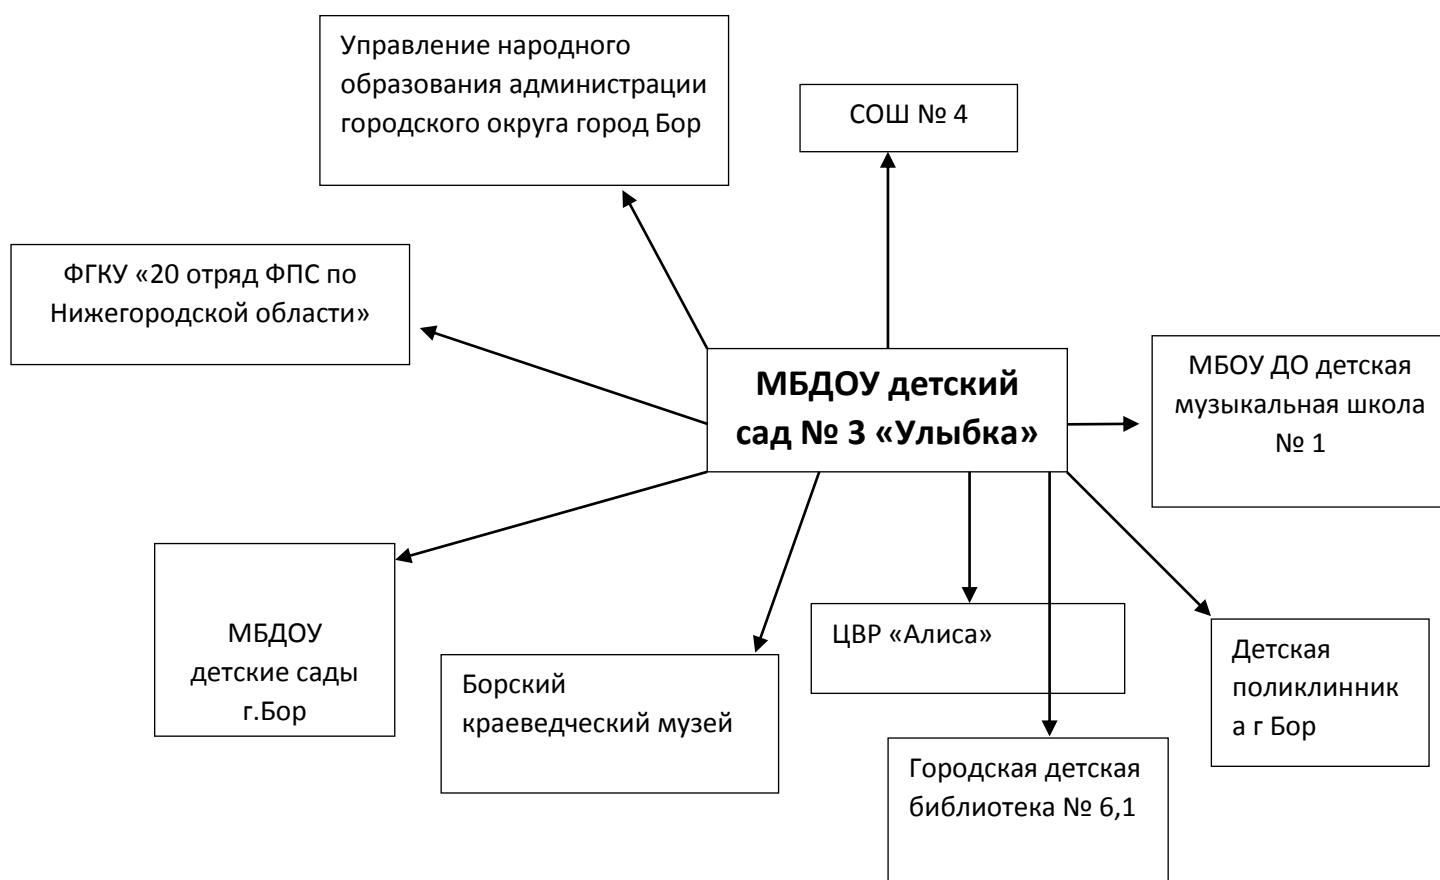 Управление народного
образования администрации
городского округа город Бор
СОШ № 4
ФГКУ «20 отряд ФПС по
Нижегородской области»
МБДОУ детский
сад № 3 «Улыбка»
МБОУ ДО детская
музыкальная школа
№ 1
МБДОУ
детские сады
г.Бор
Борский
краеведческий музей
ЦВР «Алиса»
Городская детская
библиотека № 6,1
Детская
поликлинник
а г Бор